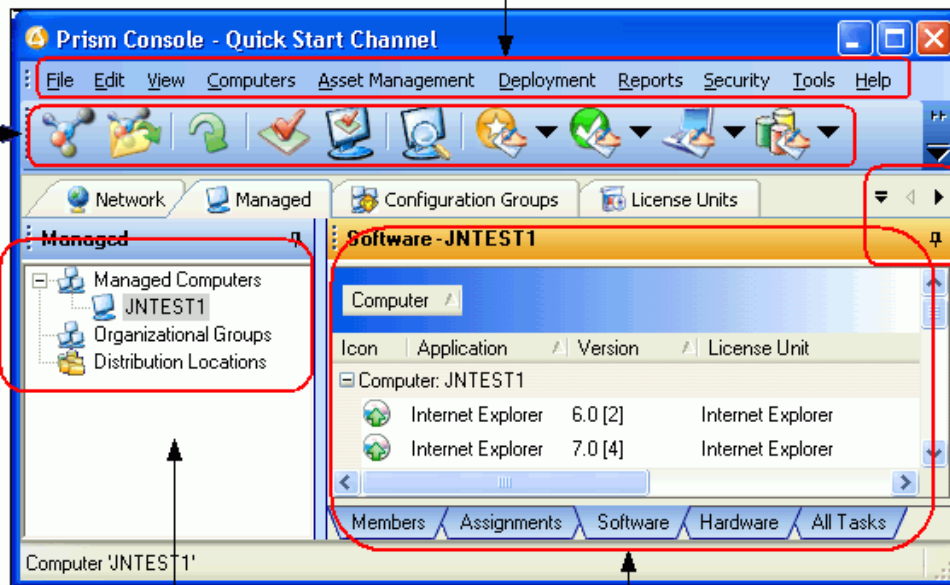 Prism Console - Quick Start Channel
File Edit View Computers Asset Management Deployment Reports Security Tools Help
Network Managed Configuration Groups License Units
Managed
Managed Computers
JNTEST1
Organizational Groups
Distribution Locations
Software - JNTEST1
Computer
Icon Application Version License Unit
Computer: JNTEST1
Internet Explorer 6.0 [2] Internet Explorer
Internet Explorer 7.0 [4] Internet Explorer
Members Assignments Software Hardware All Tasks
Computer 'JNTEST1'